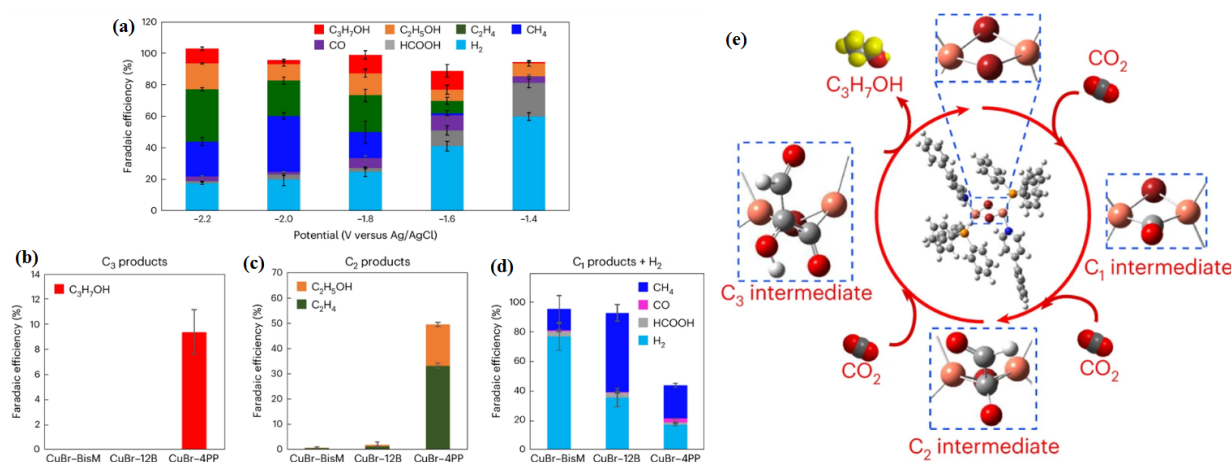 (a)
C₃H₇OH C₂H₅OH C₂H₄ CH₄
CO HCOOH H₂
Faradaic efficiency (%)
120
100
80
60
40
20
0
−2.2 −2.0 −1.8 −1.6 −1.4
Potential (V versus Ag/AgCl)
(b)
C₃ products
C₃H₇OH
Faradaic efficiency (%)
14
12
10
8
6
4
2
0
CuBr–BisM CuBr–12B CuBr–4PP
(c)
C₂ products
C₂H₅OH
C₂H₄
Faradaic efficiency (%)
70
60
50
40
30
20
10
0
CuBr–BisM CuBr–12B CuBr–4PP
(d)
C₁ products + H₂
CH₄
CO
HCOOH
H₂
Faradaic efficiency (%)
100
80
60
40
20
0
CuBr–BisM CuBr–12B CuBr–4PP
(e)
C₃H₇OH
CO₂
C₁ intermediate
CO₂
C₂ intermediate
CO₂
C₃ intermediate